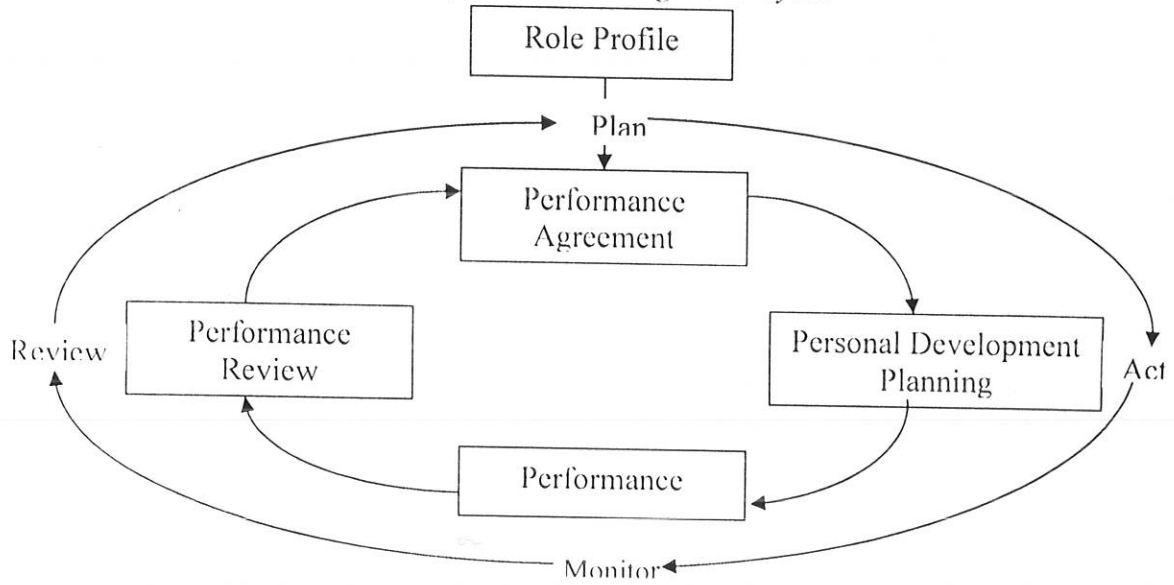 Role Profile
Plan
Performance
Agreement
Review
Performance
Review
Personal Development
Planning
Act
Performance
Monitor